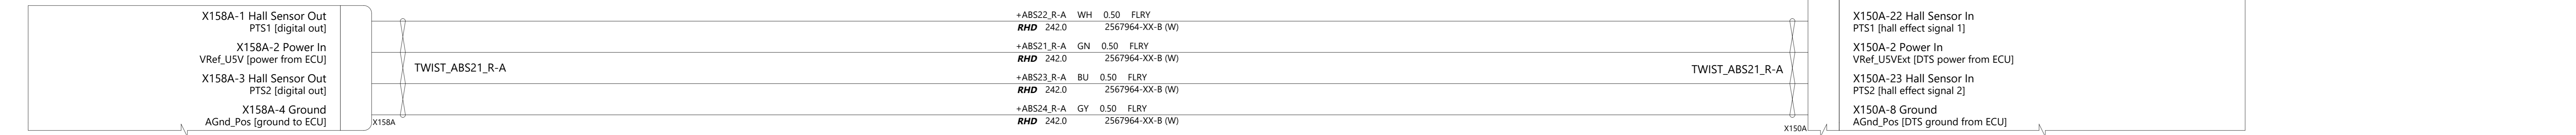 X158A-1 Hall Sensor Out
PTS1 [digital out]
X158A-2 Power In
VRef_U5V [power from ECU]
X158A-3 Hall Sensor Out
PTS2 [digital out]
X158A-4 Ground
AGnd_Pos [ground to ECU]
X158A
TWIST_ABS21_R-A
+ABS22_R-A WH 0.50 FLRY
RHD 242.0 2567964-XX-B (W)
+ABS21_R-A GN 0.50 FLRY
RHD 242.0 2567964-XX-B (W)
+ABS23_R-A BU 0.50 FLRY
RHD 242.0 2567964-XX-B (W)
+ABS24_R-A GY 0.50 FLRY
RHD 242.0 2567964-XX-B (W)
TWIST_ABS21_R-A
X150A
X150A-22 Hall Sensor In
PTS1 [hall effect signal 1]
X150A-2 Power In
VRef_U5VExt [DTS power from ECU]
X150A-23 Hall Sensor In
PTS2 [hall effect signal 2]
X150A-8 Ground
AGnd_Pos [DTS ground from ECU]